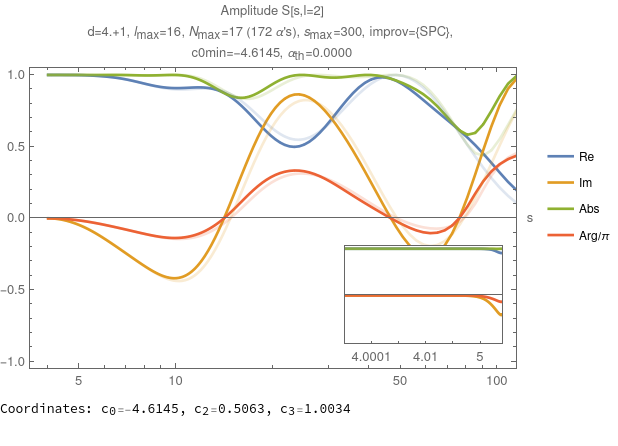 Amplitude S[s,l=2]
d=4.+1, lmax=16, Nmax=17 (172 α's), smax=300, improv={SPC},
c0min=−4.6145, αth=0.0000
1.0
0.5
0.0
−0.5
−1.0
5
10
50
100
s
4.0001
4.01
5
Re
Im
Abs
Arg/π
Coordinates: c0=-4.6145, c2=0.5063, c3=1.0034